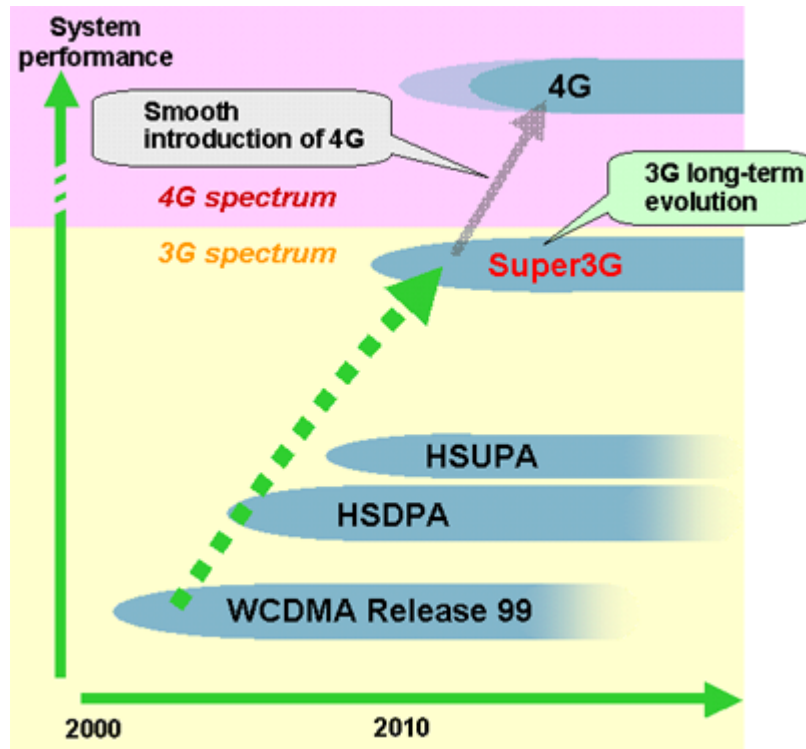 System
performance
4G
Smooth
introduction of 4G
3G long-term
evolution
4G spectrum
3G spectrum
Super3G
HSUPA
HSDPA
WCDMA Release 99
2000
2010